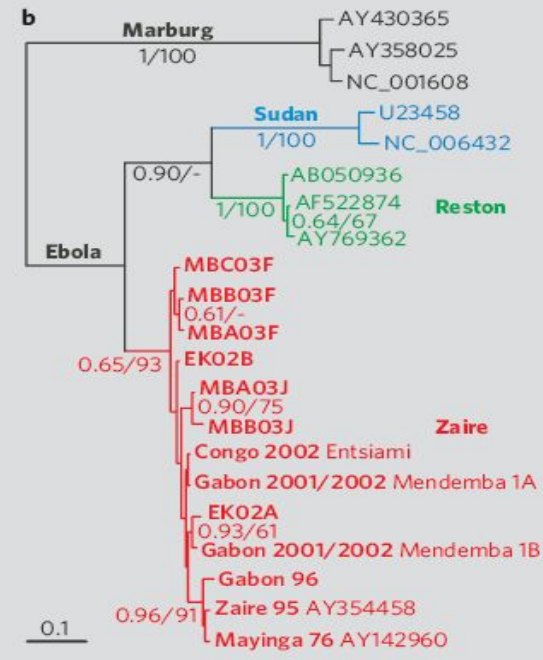 b
AY430365
Marburg
1/100
AY358025
NC_001608
Sudan
U23458
1/100
NC_006432
0.90/-
AB050936
1/100
AF522874
Reston
0.64/67
AY769362
Ebola
MBC03F
MBB03F
0.61/-
MBA03F
0.65/93
EK02B
MBA03J
0.90/75
MBB03J
Zaire
Congo 2002 Entsiami
Gabon 2001/2002 Mendemba 1A
EK02A
0.93/61
Gabon 2001/2002 Mendemba 1B
Gabon 96
0.96/91
Zaire 95 AY354458
0.1
Mayinga 76 AY142960